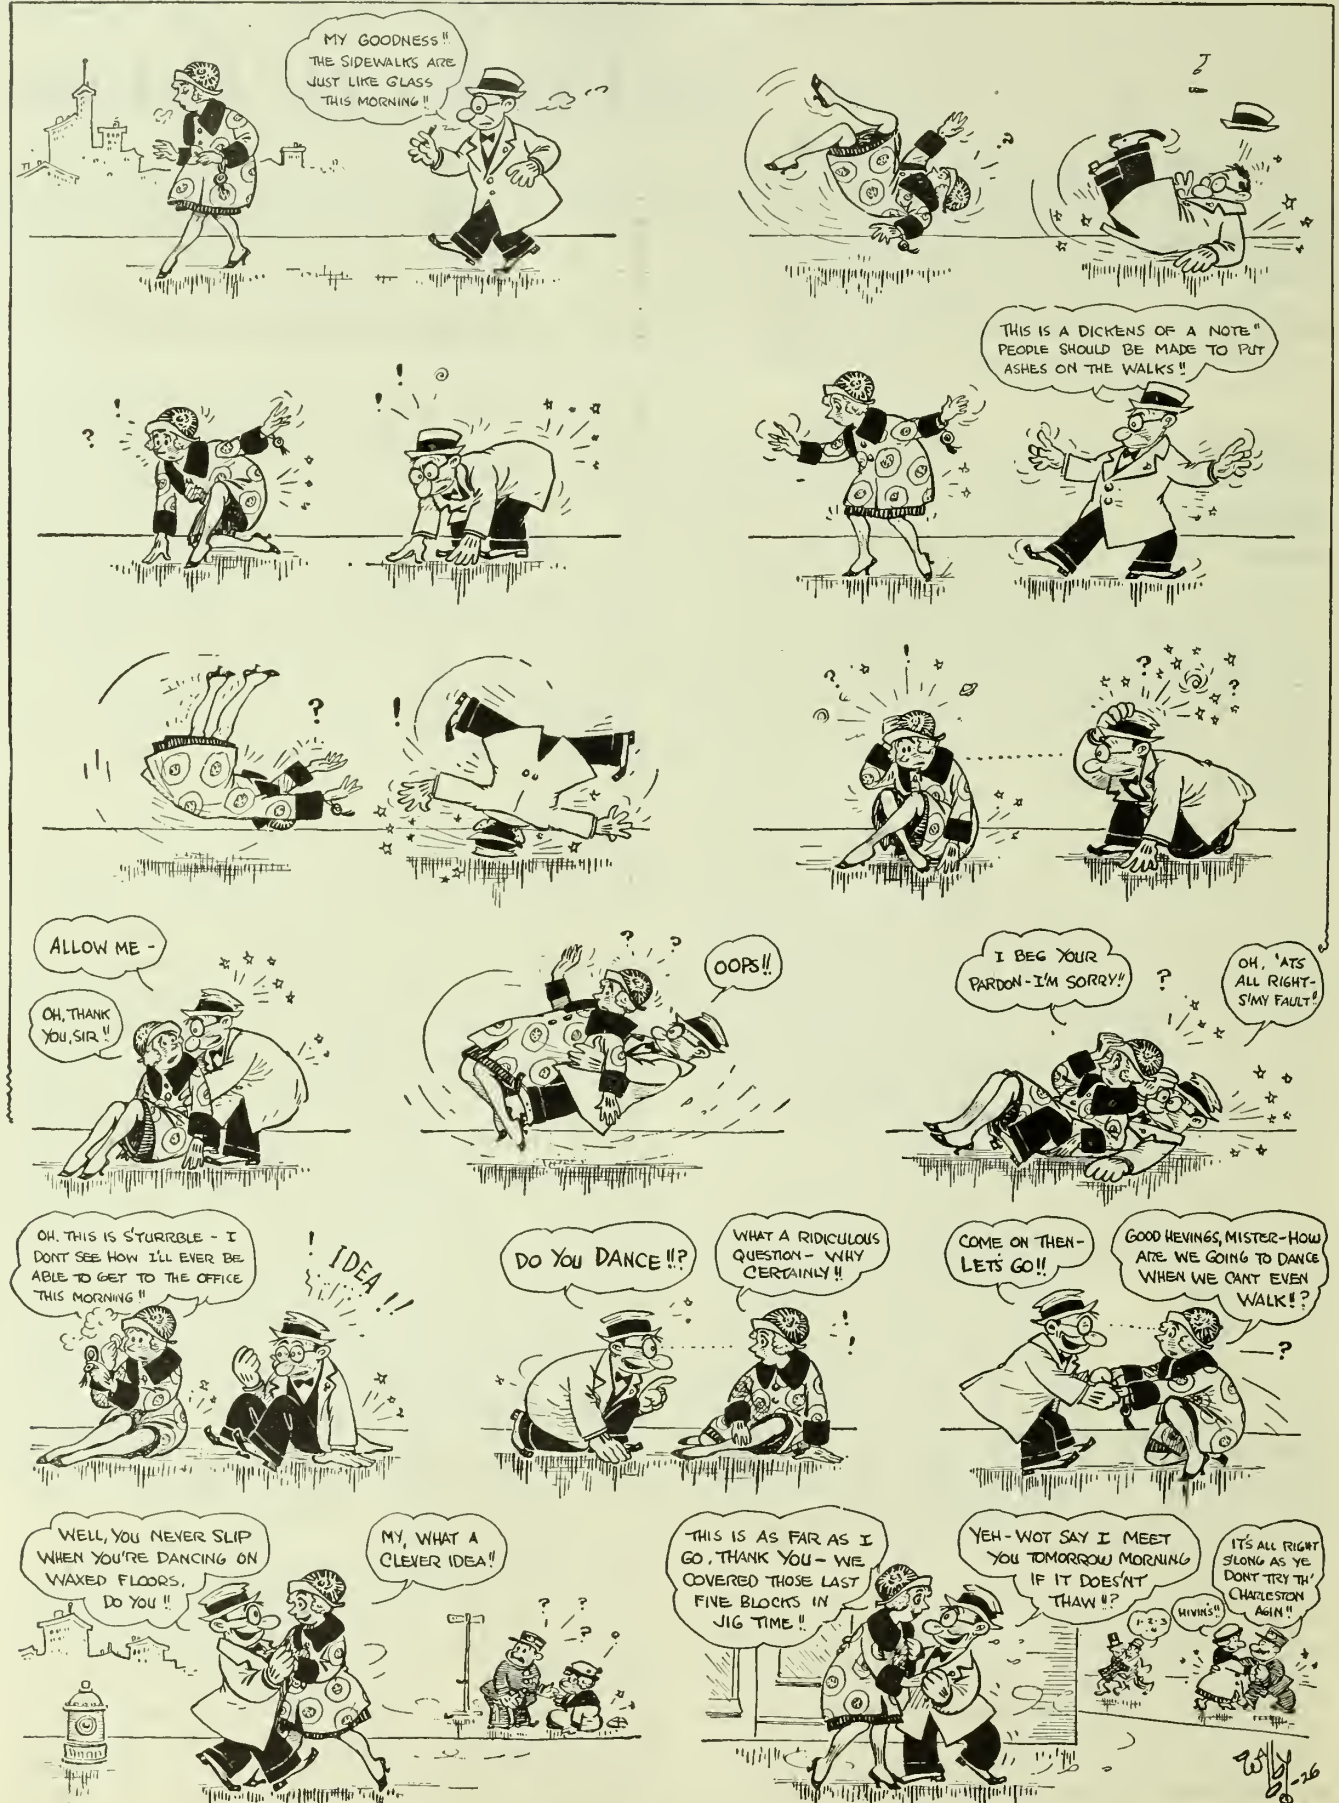 MY GOODNESS!!
THE SIDEWALKS ARE
JUST LIKE GLASS
THIS MORNING!!
?
!
?
!
THIS IS A DICKENS OF A NOTE"
PEOPLE SHOULD BE MADE TO PUT
ASHES ON THE WALKS!!
?
!
?
!
?
?
ALLOW ME -
OH, THANK
YOU, SIR!!
? ?
OOPS!!
I BEG YOUR
PARDON - I'M SORRY!!
?
OH, 'ATS
ALL RIGHT-
S'MY FAULT!!
OH, THIS IS S'TURRBLE - I
DONT SEE HOW I'LL EVER BE
ABLE TO GET TO THE OFFICE
THIS MORNING!!
! IDEA!!
DO YOU DANCE!!?
WHAT A RIDICULOUS
QUESTION - WHY
CERTAINLY!!
!
!
COME ON THEN-
LETS GO!!
GOOD HEVINGS, MISTER-HOW
ARE WE GOING TO DANCE
WHEN WE CANT EVEN
WALK!!?
?
WELL, YOU NEVER SLIP
WHEN YOU'RE DANCING ON
WAXED FLOORS,
DO YOU!!
MY, WHAT A
CLEVER IDEA!!
? ?
THIS IS AS FAR AS I
GO, THANK YOU - WE
COVERED THOSE LAST
FIVE BLOCKS IN
JIG TIME!!
YEH - WOT SAY I MEET
YOU TOMORROW MORNING
IF IT DOES'NT
THAW!!?
1-2-3
HIVIN'S!!
IT'S ALL RIGHT
S'LONG AS YE
DONT TRY TH'
CHARLESTON
AGIN!!
-26